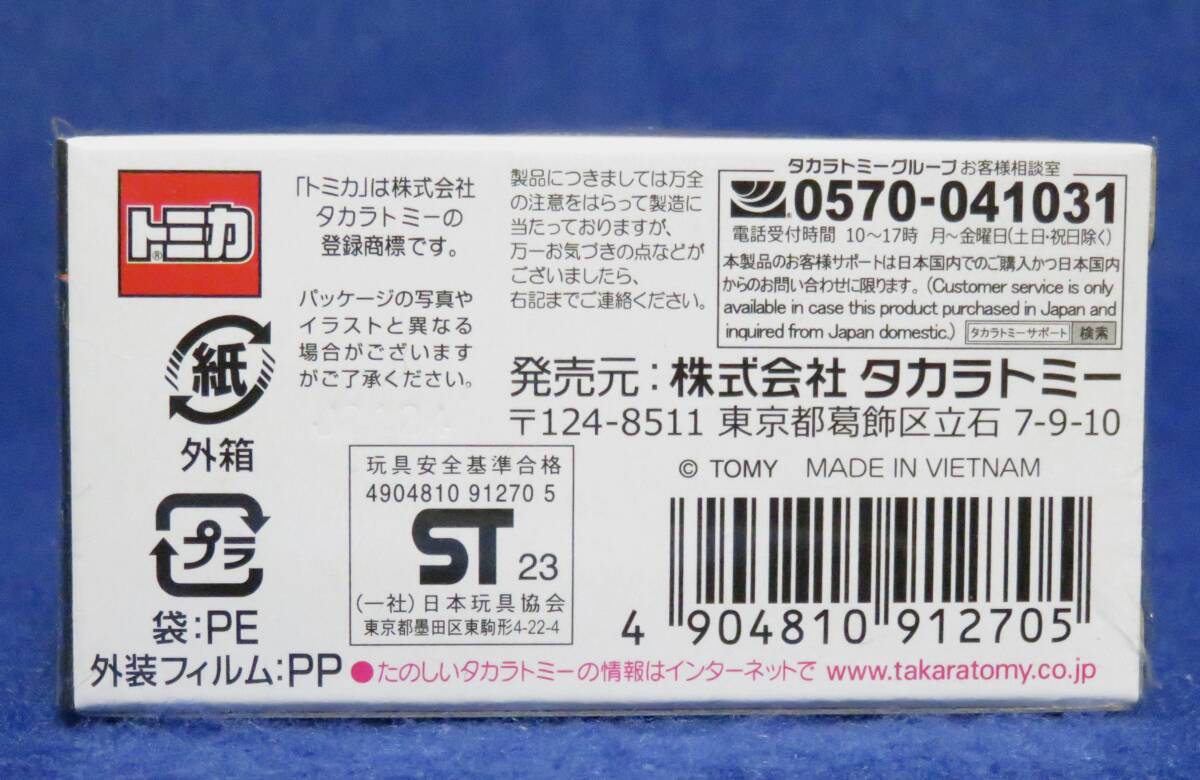 トミカ®
「トミカ」は株式会社
タカラトミーの
登録商標です。
パッケージの写真や
イラストと異なる
場合がございます
がご了承ください。
製品につきましては万全
の注意をはらって製造に
当たっておりますが、
万一お気づきの点などが
ございましたら、
右記までご連絡ください。
タカラトミーグループお客様相談室
0570-041031
電話受付時間 10〜17時 月〜金曜日(土日・祝日除く)
本製品のお客様サポートは日本国内でのご購入かつ日本国内
からのお問い合わせに限ります。(Customer service is only
available in case this product purchased in Japan and
inquired from Japan domestic.) タカラトミーサポート 検索
発売元:株式会社 タカラトミー
〒124-8511 東京都葛飾区立石 7-9-10
© TOMY MADE IN VIETNAM
紙
外箱
プラ
袋:PE
外装フィルム:PP
玩具安全基準合格
4904810 91270 5
ST 23
(一社)日本玩具協会
東京都墨田区東駒形4-22-4
4 904810 912705
●たのしいタカラトミーの情報はインターネットで www.takaratomy.co.jp